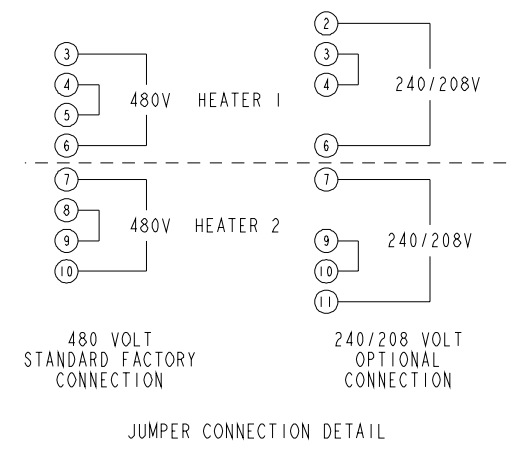 3
4
5
6
480V
HEATER 1
2
3
4
6
240/208V
7
8
9
10
480V
HEATER 2
7
9
10
11
240/208V
480 VOLT
STANDARD FACTORY
CONNECTION
240/208 VOLT
OPTIONAL
CONNECTION
JUMPER CONNECTION DETAIL